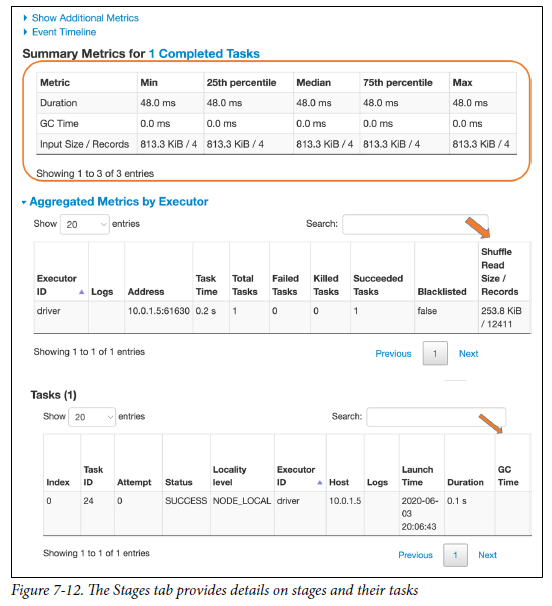 Show Additional Metrics
Event Timeline
Summary Metrics for 1 Completed Tasks
Metric Min 25th percentile Median 75th percentile Max
Duration 48.0 ms 48.0 ms 48.0 ms 48.0 ms 48.0 ms
GC Time 0.0 ms 0.0 ms 0.0 ms 0.0 ms 0.0 ms
Input Size / Records 813.3 KiB / 4 813.3 KiB / 4 813.3 KiB / 4 813.3 KiB / 4 813.3 KiB / 4
Showing 1 to 3 of 3 entries
Aggregated Metrics by Executor
Show 20 entries Search:
Executor ID Logs Address Task Time Total Tasks Failed Tasks Killed Tasks Succeeded Tasks Blacklisted Shuffle Read Size / Records
driver 10.0.1.5:61630 0.2 s 1 0 0 1 false 253.8 KiB / 12411
Showing 1 to 1 of 1 entries Previous 1 Next
Tasks (1)
Show 20 entries Search:
Index Task ID Attempt Status Locality level Executor ID Host Logs Launch Time Duration GC Time
0 24 0 SUCCESS NODE_LOCAL driver 10.0.1.5 2020-06-03 20:06:43 0.1 s
Showing 1 to 1 of 1 entries Previous 1 Next
Figure 7-12. The Stages tab provides details on stages and their tasks